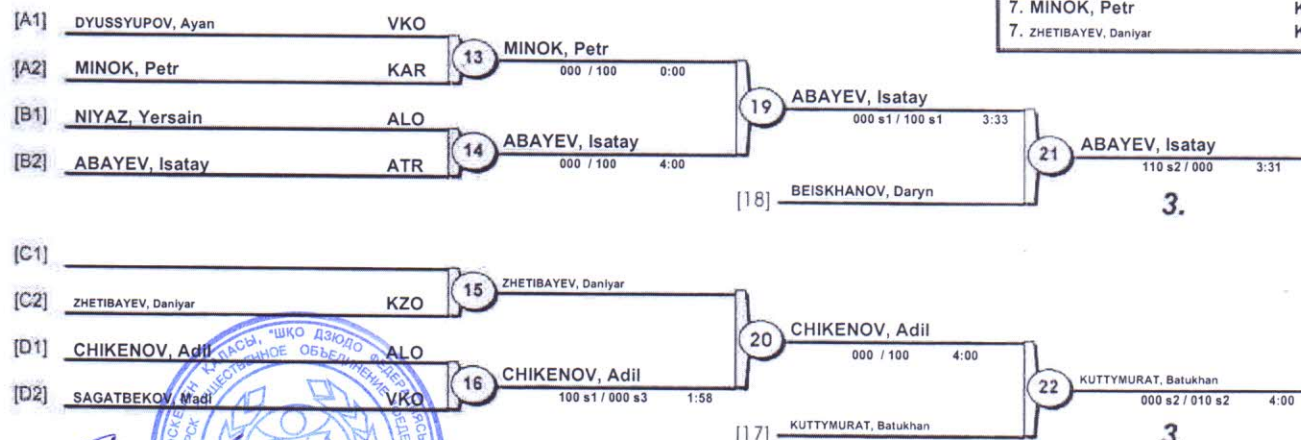 7. MINOK, Petr K
7. ZHETIBAYEV, Daniyar K
[A1] DYUSSYUPOV, Ayan VKO
13 MINOK, Petr
000 / 100 0:00
[A2] MINOK, Petr KAR
19 ABAYEV, Isatay
000 s1 / 100 s1 3:33
[B1] NIYAZ, Yersain ALO
14 ABAYEV, Isatay
000 / 100 4:00
21 ABAYEV, Isatay
110 s2 / 000 3:31
[B2] ABAYEV, Isatay ATR
[18] BEISKHANOV, Daryn
3.
[C1]
15 ZHETIBAYEV, Daniyar
[C2] ZHETIBAYEV, Daniyar KZO
20 CHIKENOV, Adil
000 / 100 4:00
[D1] CHIKENOV, Adil ALO
16 CHIKENOV, Adil
100 s1 / 000 s3 1:58
22 KUTTYMURAT, Batukhan
000 s2 / 010 s2 4:00
[D2] SAGATBEKOV, Madi VKO
[17] KUTTYMURAT, Batukhan
3
ҚАЛАСЫ, "ШҚО ДЗЮДО
ОБЪЕДИНЕНИЕ